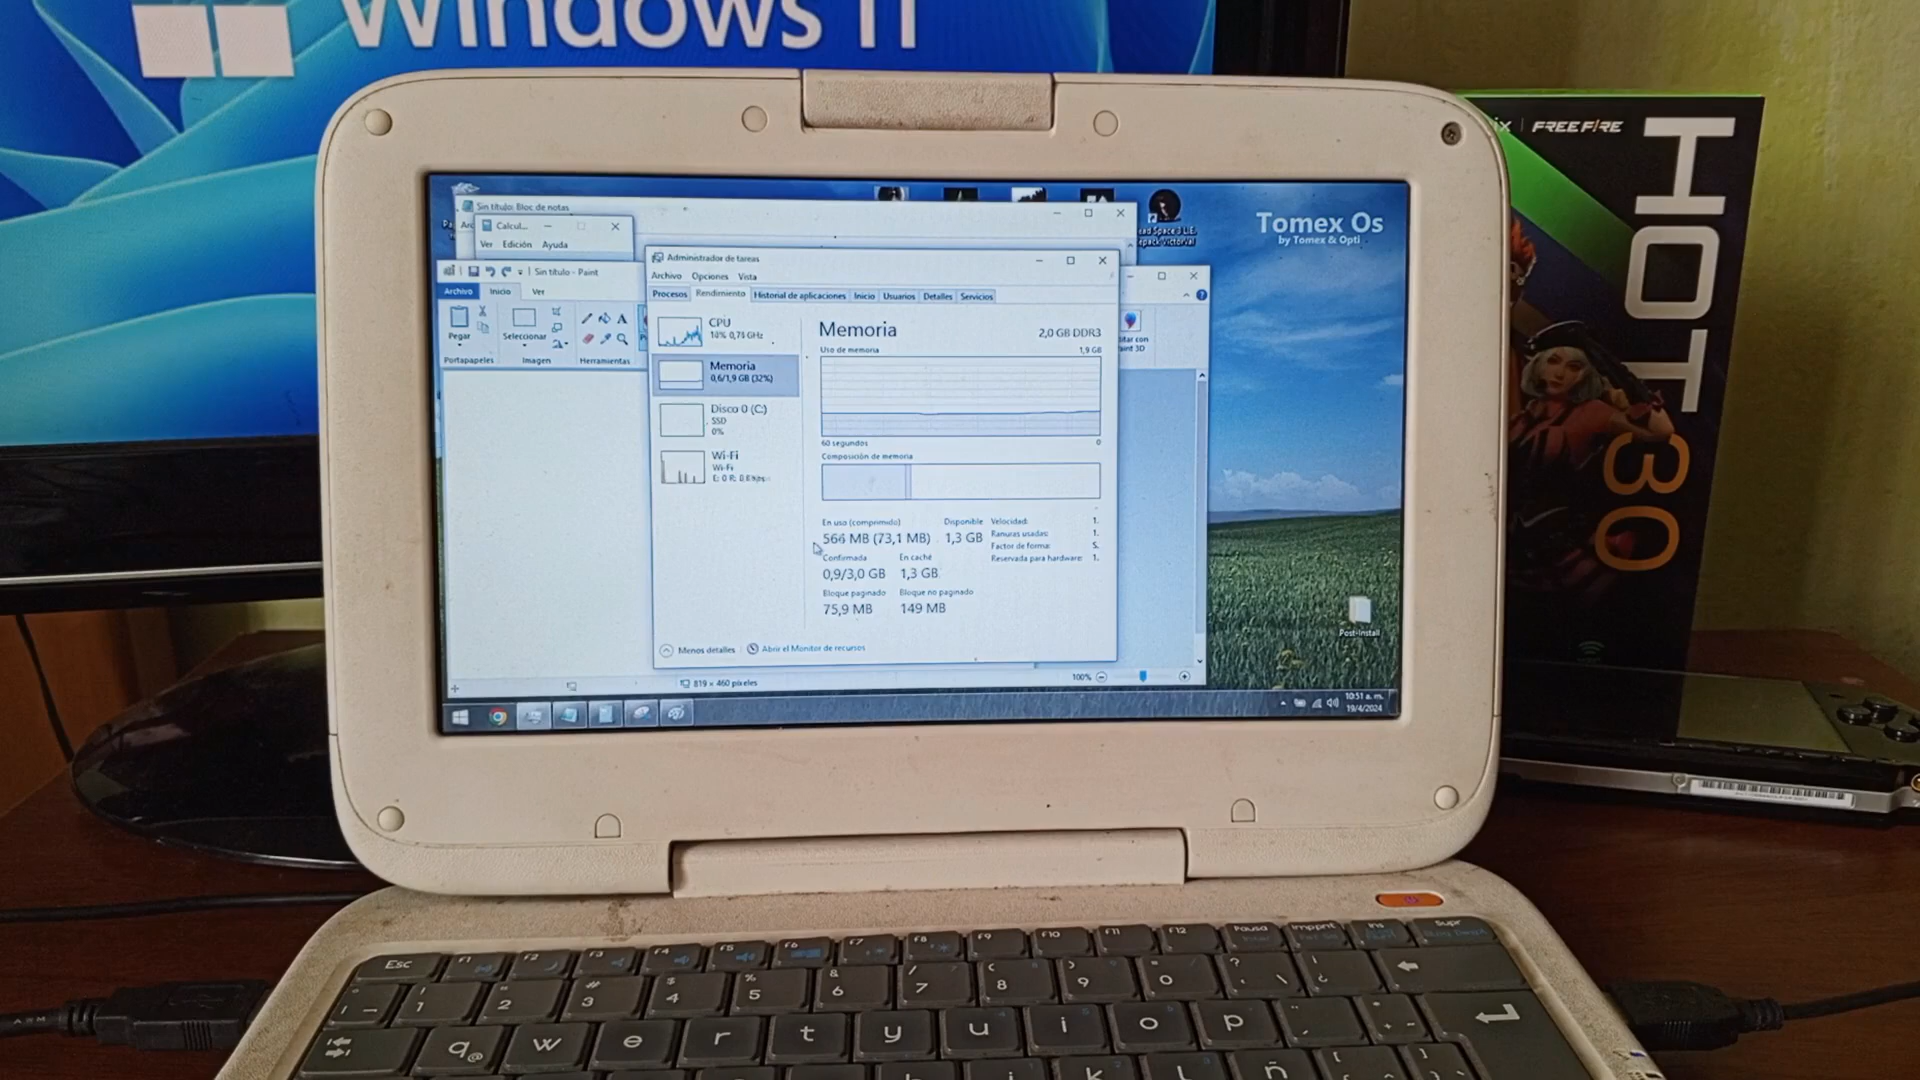 Windows 11
FREE FIRE
HOT 30
Tomex Os
by Tomex & Opti
Sin título: Bloc de notas
Calcul...
Ver Edición Ayuda
Sin título - Paint
Archivo Inicio Ver
Pegar
Seleccionar
Portapapeles Imagen Herramientas
Administrador de tareas
Archivo Opciones Vista
Procesos Rendimiento Historial de aplicaciones Inicio Usuarios Detalles Servicios
CPU
Memoria
0,6/1,9 GB (32%)
Disco 0 (C:)
SSD
0%
Wi-Fi
Wi-Fi
Memoria 2,0 GB DDR3
Uso de memoria 1,9 GB
60 segundos 0
Composición de memoria
En uso (comprimido) Disponible
566 MB (73,1 MB) 1,3 GB
Confirmada En caché
0,9/3,0 GB 1,3 GB
Bloque paginado Bloque no paginado
75,9 MB 149 MB
Velocidad: 1.
Ranuras usadas: 1.
Factor de forma: S.
Reservada para hardware: 1.
Menos detalles Abrir el Monitor de recursos
819 × 460 píxeles
100%
Post-Install
10:51 a. m.
19/4/2024
Esc F1 F2 F3 F4 F5 F6 F7 F8 F9 F10 F11 F12 Pausa ImpPnt Ins Supr
1 2 3 4 5 6 7 8 9 0
q @ w e r t y u i o p
k l ñ